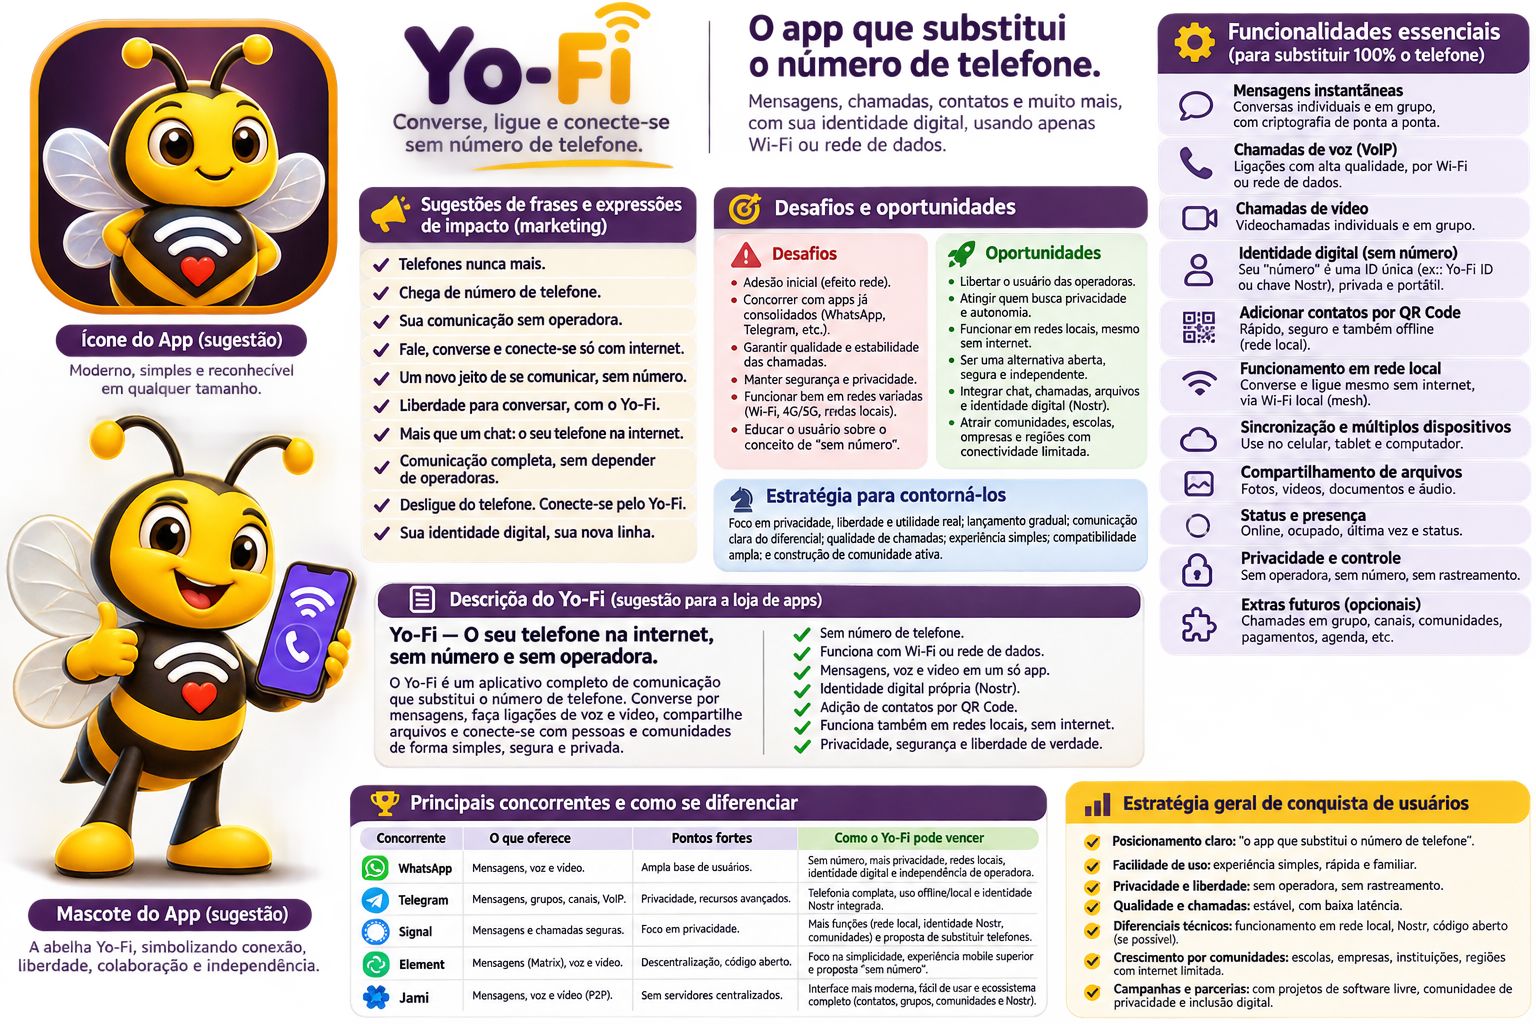 Ícone do App (sugestão)
Moderno, simples e reconhecível
em qualquer tamanho.
Mascote do App (sugestão)
A abelha Yo-Fi, simbolizando conexão,
liberdade, colaboração e independência.
Yo-Fi
Converse, ligue e conecte-se
sem número de telefone.
O app que substitui
o número de telefone.
Mensagens, chamadas, contatos e muito mais,
com sua identidade digital, usando apenas
Wi-Fi ou rede de dados.
Sugestões de frases e expressões
de impacto (marketing)
Telefones nunca mais.
Chega de número de telefone.
Sua comunicação sem operadora.
Fale, converse e conecte-se só com internet.
Um novo jeito de se comunicar, sem número.
Liberdade para conversar, com o Yo-Fi.
Mais que um chat: o seu telefone na internet.
Comunicação completa, sem depender
de operadoras.
Desligue do telefone. Conecte-se pelo Yo-Fi.
Sua identidade digital, sua nova linha.
Desafios e oportunidades
Desafios
• Adesão inicial (efeito rede).
• Concorrer com apps já
consolidados (WhatsApp,
Telegram, etc.).
• Garantir qualidade e estabilidade
das chamadas.
• Manter segurança e privacidade.
• Funcionar bem em redes variadas
(Wi-Fi, 4G/5G, redas locais).
• Educar o usuário sobre o
conceito de "sem número".
Oportunidades
• Libertar o usuário das operadoras.
• Atingir quem busca privacidade
e autonomia.
• Funcionar em redes locais, mesmo
sem internet.
• Ser uma alternativa aberta,
segura e independente.
• Integrar chat, chamadas, arquivos
e identidade digital (Nostr).
• Atrair comunidades, escolas,
ompresas e regiões com
conectividade limitada.
Estratégia para contorná-los
Foco em privacidade, liberdade e utilidade real; lançamento gradual; comunicação
clara do diferencial; qualidade de chamadas; experiência simples; compatibilidade
ampla; e construção de comunidade ativa.
Descriçõa do Yo-Fi (sugestão para a loja de apps)
Yo-Fi — O seu telefone na internet,
sem número e sem operadora.
O Yo-Fi é um aplicativo completo de comunicação
que substitui o número de telefone. Converse por
mensagens, faça ligações de voz e video, compartilhe
arquivos e conecte-se com pessoas e comunidades
de forma simples, segura e privada.
Sem número de telefone.
Funciona com Wi-Fi ou rede de dados.
Mensagens, voz e video em um só app.
Identidade digital própria (Nostr).
Adição de contatos por QR Code.
Funciona também em redes locais, sem internet.
Privacidade, segurança e liberdade de verdade.
Funcionalidades essenciais
(para substituir 100% o telefone)
Mensagens instantâneas
Conversas individuais e em grupo,
com criptografia de ponta a ponta.
Chamadas de voz (VoIP)
Ligações com alta qualidade, por Wi-Fi
ou rede de dados.
Chamadas de vídeo
Videochamadas individuais e em grupo.
Identidade digital (sem número)
Seu "número" é uma ID única (ex:: Yo-Fi ID
ou chave Nostr), privada e portátil.
Adicionar contatos por QR Code
Rápido, seguro e também offline
(rede local).
Funcionamento em rede local
Converse e ligue mesmo sem internet,
via Wi-Fi local (mesh).
Sincronização e múltiplos dispositivos
Use no celular, tablet e computador.
Compartilhamento de arquivos
Fotos, vídeos, documentos e áudio.
Status e presença
Online, ocupado, última vez e status.
Privacidade e controle
Sem operadora, sem número, sem rastreamento.
Extras futuros (opcionais)
Chamadas em grupo, canais, comunidades,
pagamentos, agenda, etc.
Principais concorrentes e como se diferenciar
Concorrente O que oferece Pontos fortes Como o Yo-Fi pode vencer
WhatsApp Mensagens, voz e vídeo. Ampla base de usuários. Sem número, mais privacidade, redes locais,
identidade digital e independência de operadora.
Telegram Mensagens, grupos, canais, VoIP. Privacidade, recursos avançados. Telefonia completa, uso offline/local e identidade
Nostr integrada.
Signal Mensagens e chamadas seguras. Foco em privacidade. Mais funções (rede local, identidade Nostr,
comunidades) e proposta de substituir telefones.
Element Mensagens (Matrix), voz e vídeo. Descentralização, código aberto. Foco na simplicidade, experiência mobile superior
e proposta "sem número".
Jami Mensagens, voz e vídeo (P2P). Sem servidores centralizados. Interface mais moderna, fácil de usar e ecossistema
completo (contatos, grupos, comunidades e Nostr).
Estratégia geral de conquista de usuários
Posicionamento claro: "o app que substitui o número de telefone".
Facilidade de uso: experiência simples, rápida e familiar.
Privacidade e liberdade: sem operadora, sem rastreamento.
Qualidade e chamadas: estável, com baixa latência.
Diferenciais técnicos: funcionamento em rede local, Nostr, código aberto
(se possível).
Crescimento por comunidades: escolas, empresas, instituições, regiões
com internet limitada.
Campanhas e parcerias: com projetos de software livre, comunidadee de
privacidade e inclusão digital.